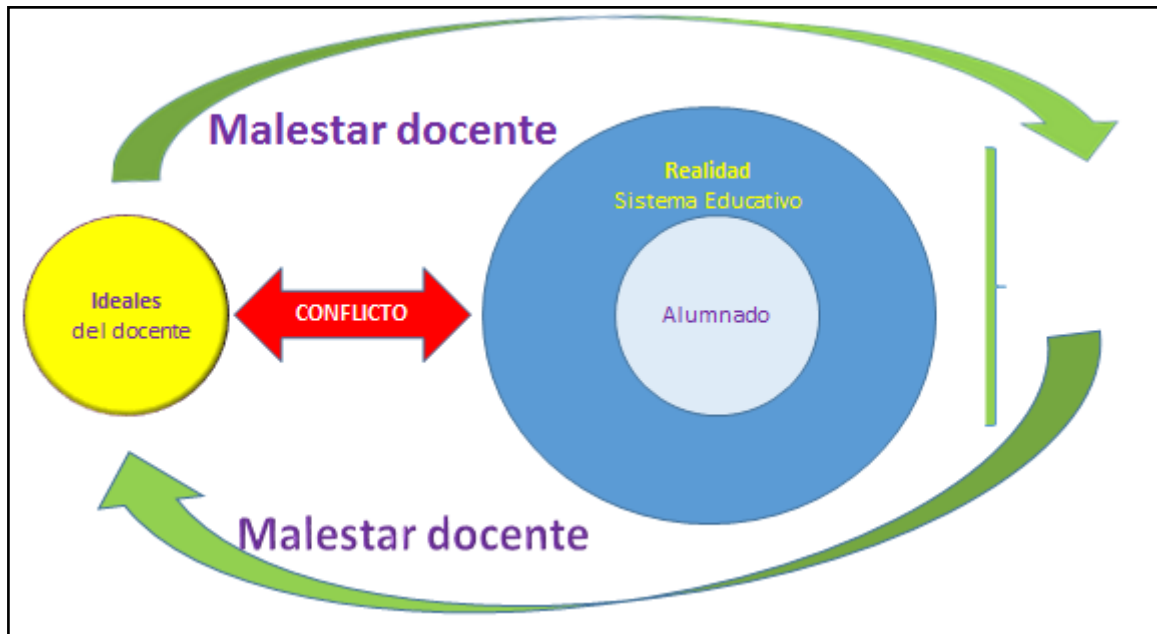 Malestar docente
Realidad
Sistema Educativo
Ideales
del docente
CONFLICTO
Alumnado
Malestar docente